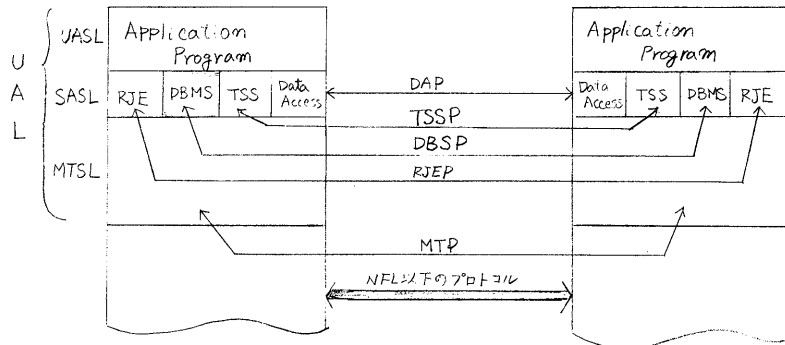 UAL
UASL
SASL
MTSL
Application
Program
RJE
DBMS
TSS
Data
Access
DAP
TSSP
DBSP
RJEP
MTP
NFL以下のプロトコル
Application
Program
Data
Access
TSS
DBMS
RJE